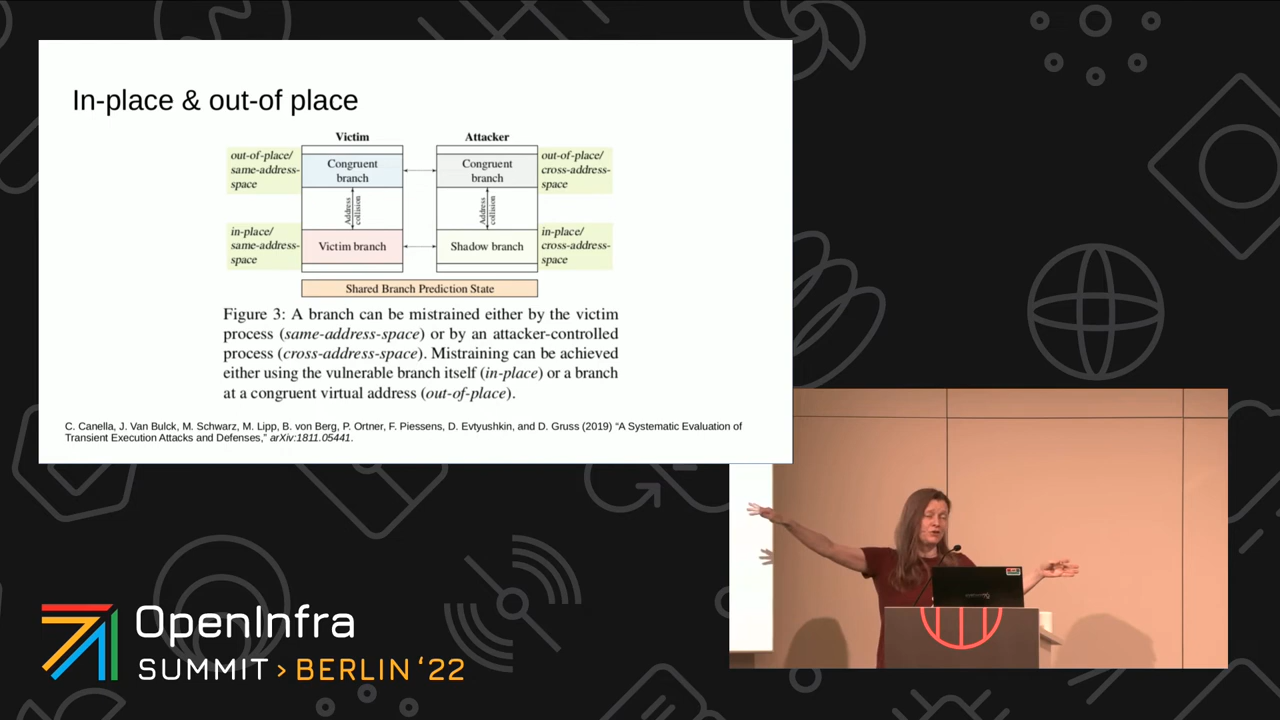 In-place & out-of place
Victim
Attacker
out-of-place/
same-address-
space
Congruent
branch
Congruent
branch
out-of-place/
cross-address-
space
Address
collision
Address
collision
in-place/
same-address-
space
Victim branch
Shadow branch
in-place/
cross-address-
space
Shared Branch Prediction State
Figure 3: A branch can be mistrained either by the victim
process (same-address-space) or by an attacker-controlled
process (cross-address-space). Mistraining can be achieved
either using the vulnerable branch itself (in-place) or a branch
at a congruent virtual address (out-of-place).
C. Canella, J. Van Bulck, M. Schwarz, M. Lipp, B. von Berg, P. Ortner, F. Piessens, D. Evtyushkin, and D. Gruss (2019) “A Systematic Evaluation of
Transient Execution Attacks and Defenses,” arXiv:1811.05441.
OpenInfra
SUMMIT › BERLIN ‘22